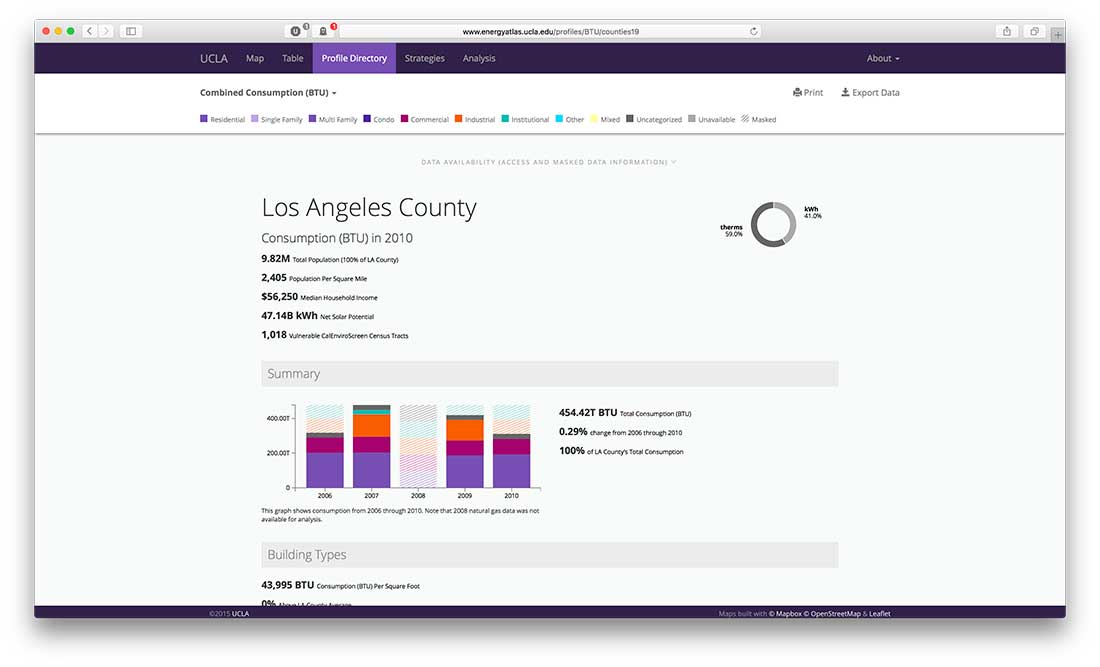 www.energyatlas.ucla.edu/profiles/BTU/counties19
UCLA Map Table Profile Directory Strategies Analysis About
Combined Consumption (BTU) Print Export Data
Residential Single Family Multi Family Condo Commercial Industrial Institutional Other Mixed Uncategorized Unavailable Masked
DATA AVAILABILITY (ACCESS AND MASKED DATA INFORMATION)
Los Angeles County
Consumption (BTU) in 2010
9.82M Total Population (100% of LA County)
2,405 Population Per Square Mile
$56,250 Median Household Income
47.14B kWh Net Solar Potential
1,018 Vulnerable CalEnviroScreen Census Tracts
kWh
41.0%
therms
59.0%
Summary
400.00T
200.00T
0
2006 2007 2008 2009 2010
This graph shows consumption from 2006 through 2010. Note that 2008 natural gas data was not
available for analysis.
454.42T BTU Total Consumption (BTU)
0.29% change from 2006 through 2010
100% of LA County's Total Consumption
Building Types
43,995 BTU Consumption (BTU) Per Square Foot
0% Above LA County Average
©2015 UCLA Maps built with © Mapbox © OpenStreetMap & Leaflet